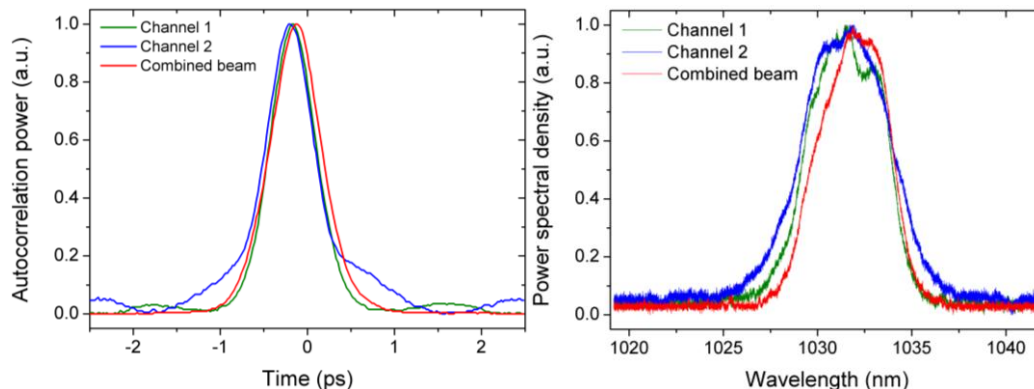 Autocorrelation power (a.u.)
1.0
0.8
0.6
0.4
0.2
0.0
Channel 1
Channel 2
Combined beam
-2
-1
0
1
2
Time (ps)
Power spectral density (a.u.)
1.0
0.8
0.6
0.4
0.2
0.0
Channel 1
Channel 2
Combined beam
1020
1025
1030
1035
1040
Wavelength (nm)